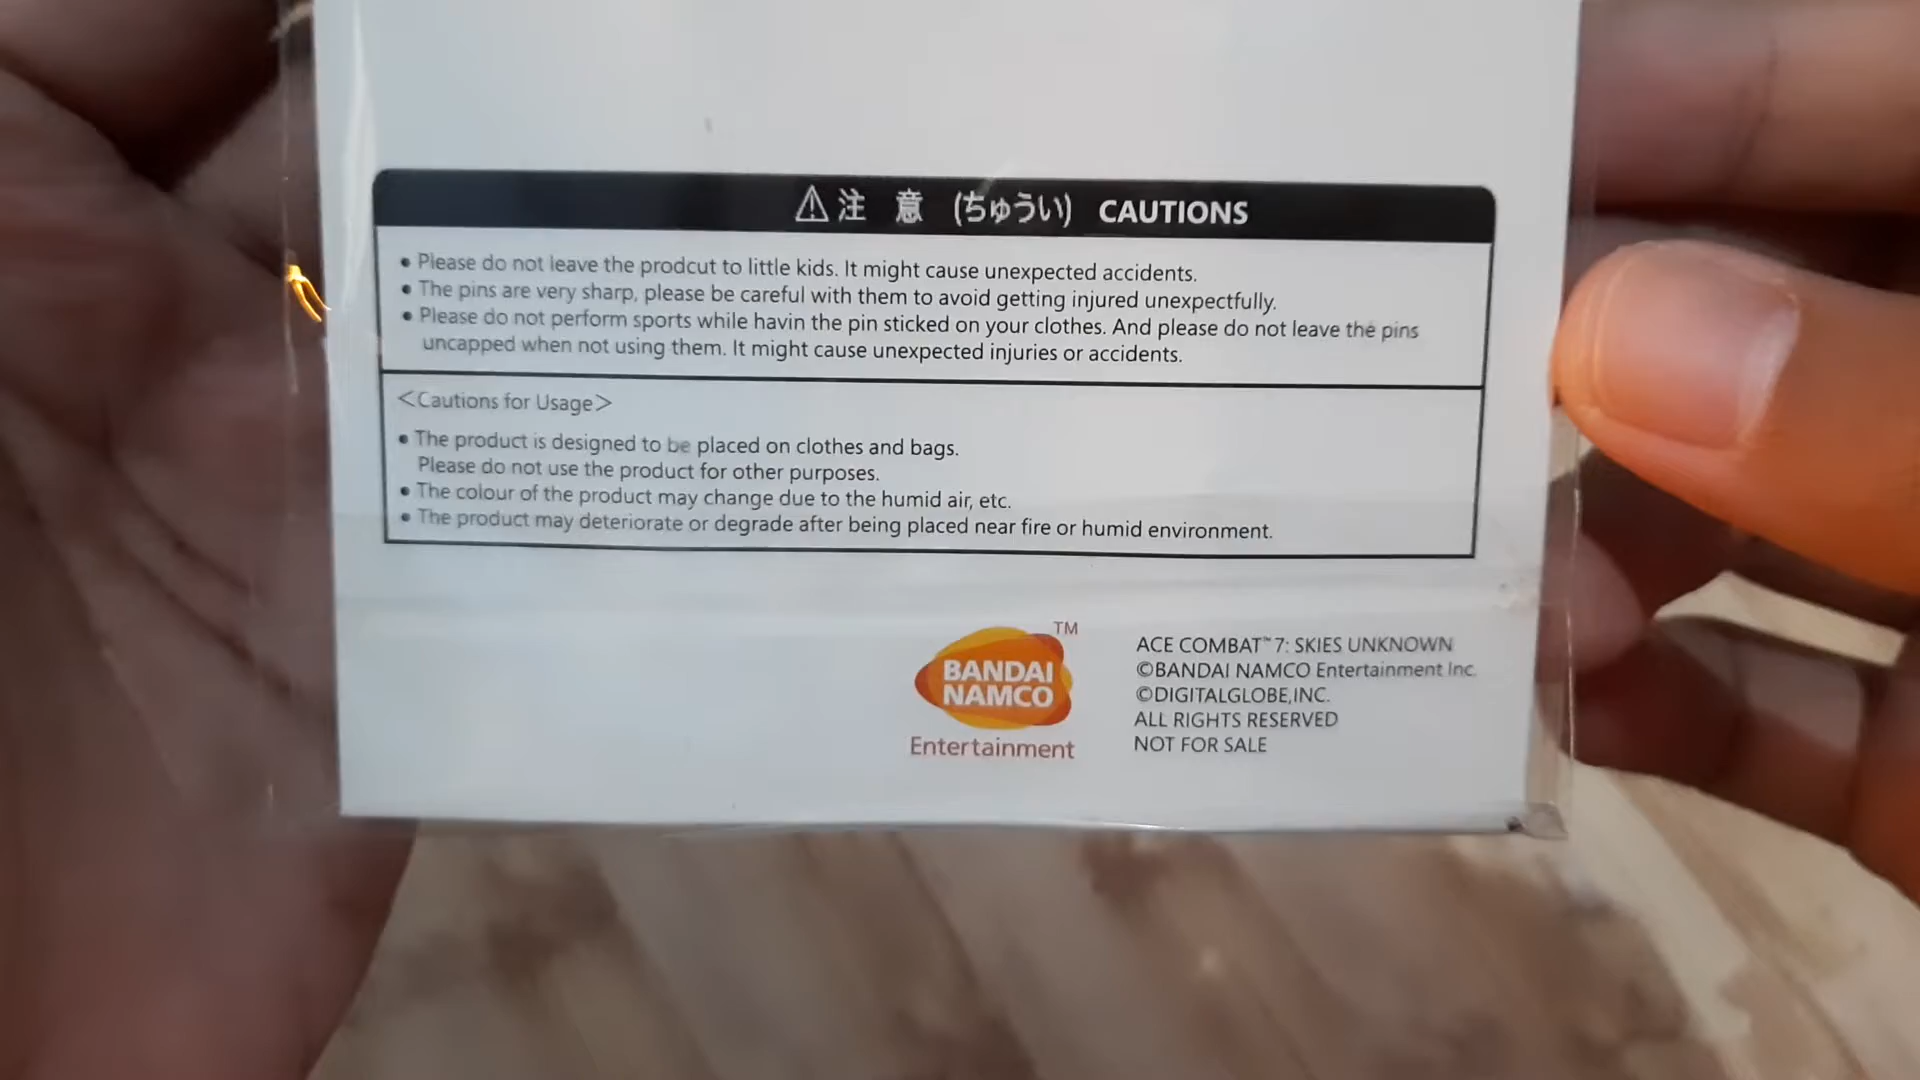 ⚠注 意 (ちゅうい) CAUTIONS
• Please do not leave the prodcut to little kids. It might cause unexpected accidents.
• The pins are very sharp, please be careful with them to avoid getting injured unexpectfully.
• Please do not perform sports while havin the pin sticked on your clothes. And please do not leave the pins
uncapped when not using them. It might cause unexpected injuries or accidents.
<Cautions for Usage>
• The product is designed to be placed on clothes and bags.
Please do not use the product for other purposes.
• The colour of the product may change due to the humid air, etc.
• The product may deteriorate or degrade after being placed near fire or humid environment.
TM
BANDAI
NAMCO
Entertainment
ACE COMBAT™ 7: SKIES UNKNOWN
©BANDAI NAMCO Entertainment Inc.
©DIGITALGLOBE,INC.
ALL RIGHTS RESERVED
NOT FOR SALE